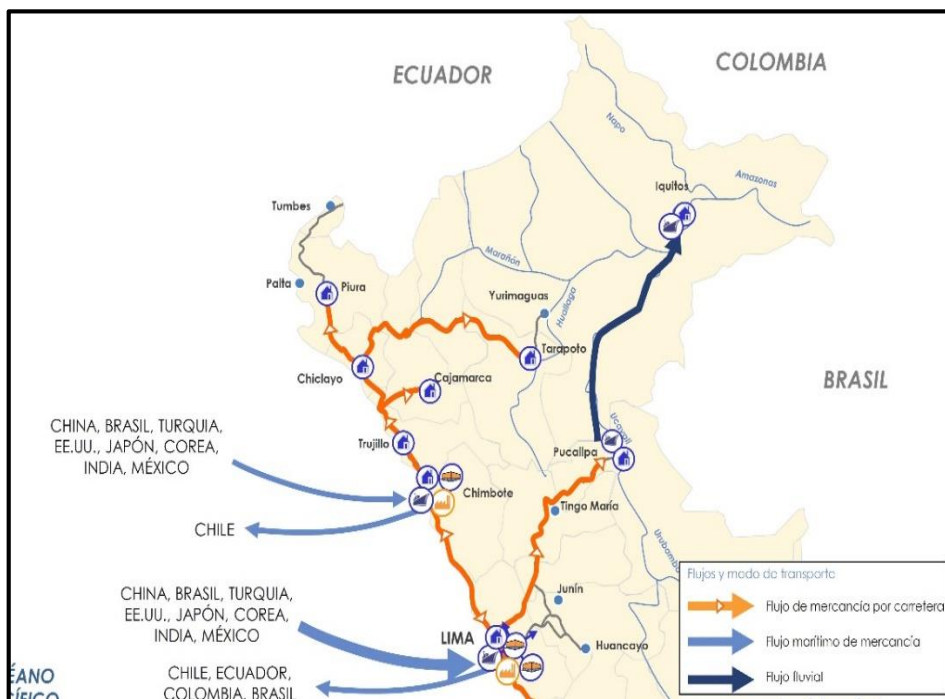 ECUADOR
COLOMBIA
Napo
Amazonas
Iquitos
Tumbes
Marañón
Paita
Piura
Yurimaguas
Huallaga
Tarapoto
Chiclayo
Cajamarca
BRASIL
CHINA, BRASIL, TURQUIA,
EE.UU., JAPÓN, COREA,
INDIA, MÉXICO
Trujillo
Ucayali
Pucallpa
Chimbote
CHILE
Tingo María
Urubamba
Flujos y modo de transporte
Flujo de mercancía por carretera
Flujo marítimo de mercancía
Flujo fluvial
CHINA, BRASIL, TURQUIA,
EE.UU., JAPÓN, COREA,
INDIA, MÉXICO
Junín
LIMA
Huancayo
CHILE, ECUADOR,
COLOMBIA, BRASIL
ÉANO